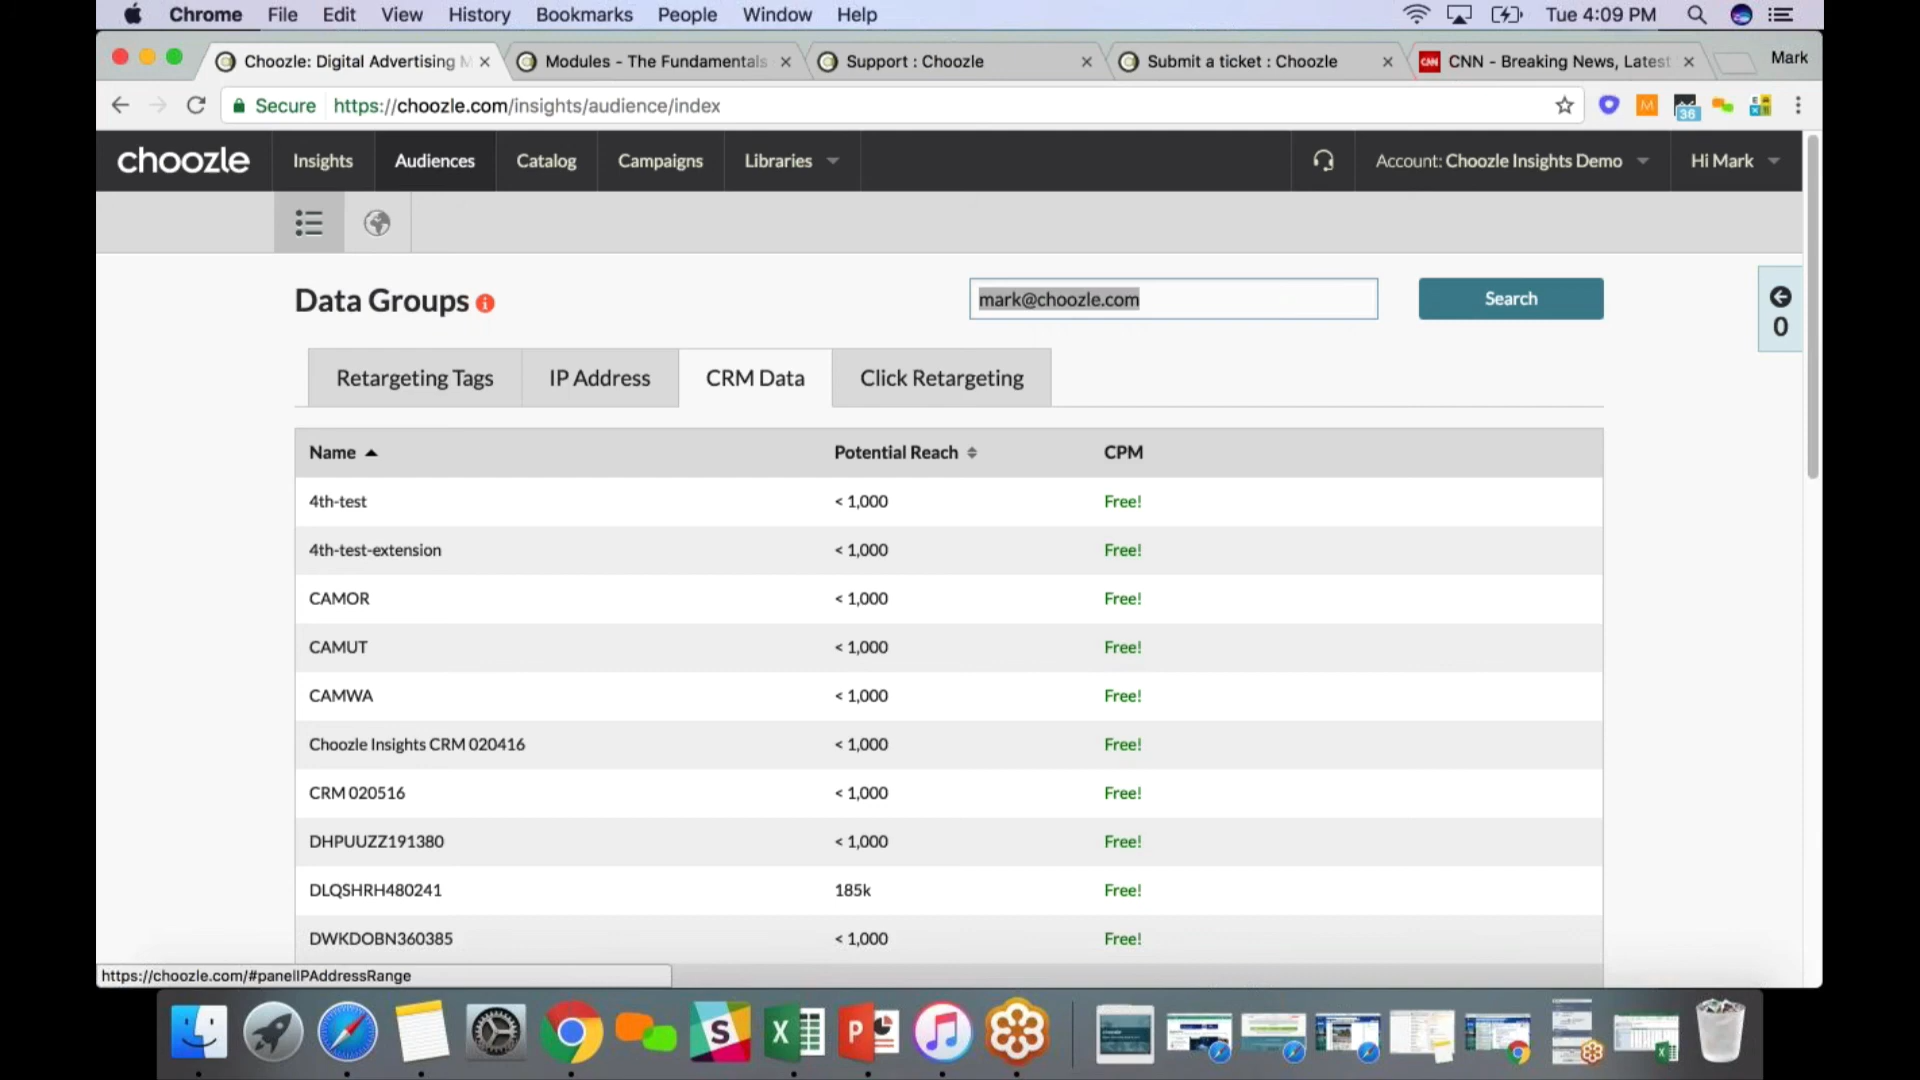 Chrome File Edit View History Bookmarks People Window Help Tue 4:09 PM
Choozle: Digital Advertising M Modules - The Fundamentals Support : Choozle Submit a ticket : Choozle CNN CNN - Breaking News, Latest Mark
Secure https://choozle.com/insights/audience/index M 36
choozle Insights Audiences Catalog Campaigns Libraries Account: Choozle Insights Demo Hi Mark
Data Groups mark@choozle.com Search
0
Retargeting Tags IP Address CRM Data Click Retargeting
Name Potential Reach CPM
4th-test < 1,000 Free!
4th-test-extension < 1,000 Free!
CAMOR < 1,000 Free!
CAMUT < 1,000 Free!
CAMWA < 1,000 Free!
Choozle Insights CRM 020416 < 1,000 Free!
CRM 020516 < 1,000 Free!
DHPUUZZ191380 < 1,000 Free!
DLQSHRH480241 185k Free!
DWKDOBN360385 < 1,000 Free!
https://choozle.com/#panelIPAddressRange
S X P